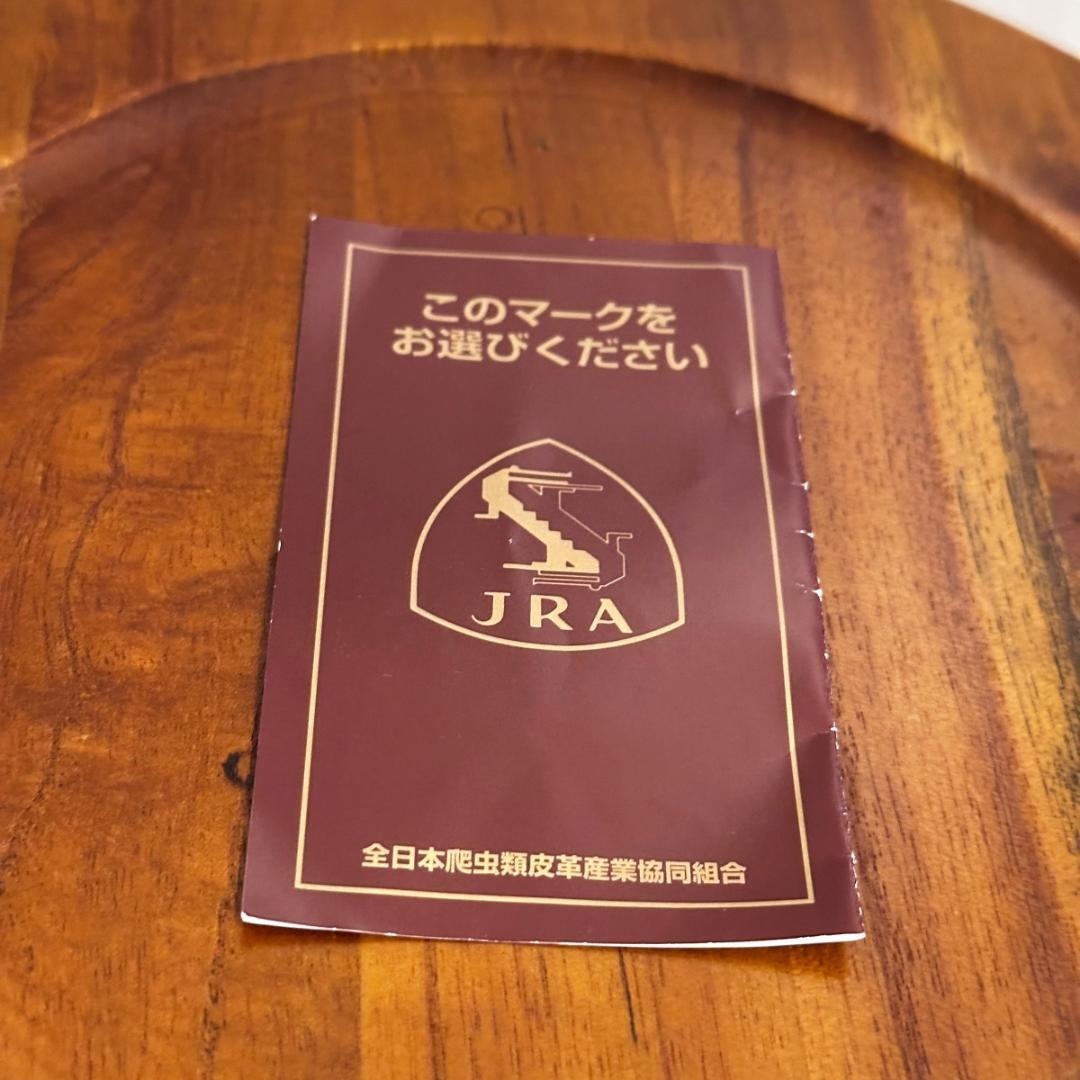 このマークを
お選びください
JRA
全日本爬虫類皮革産業協同組合